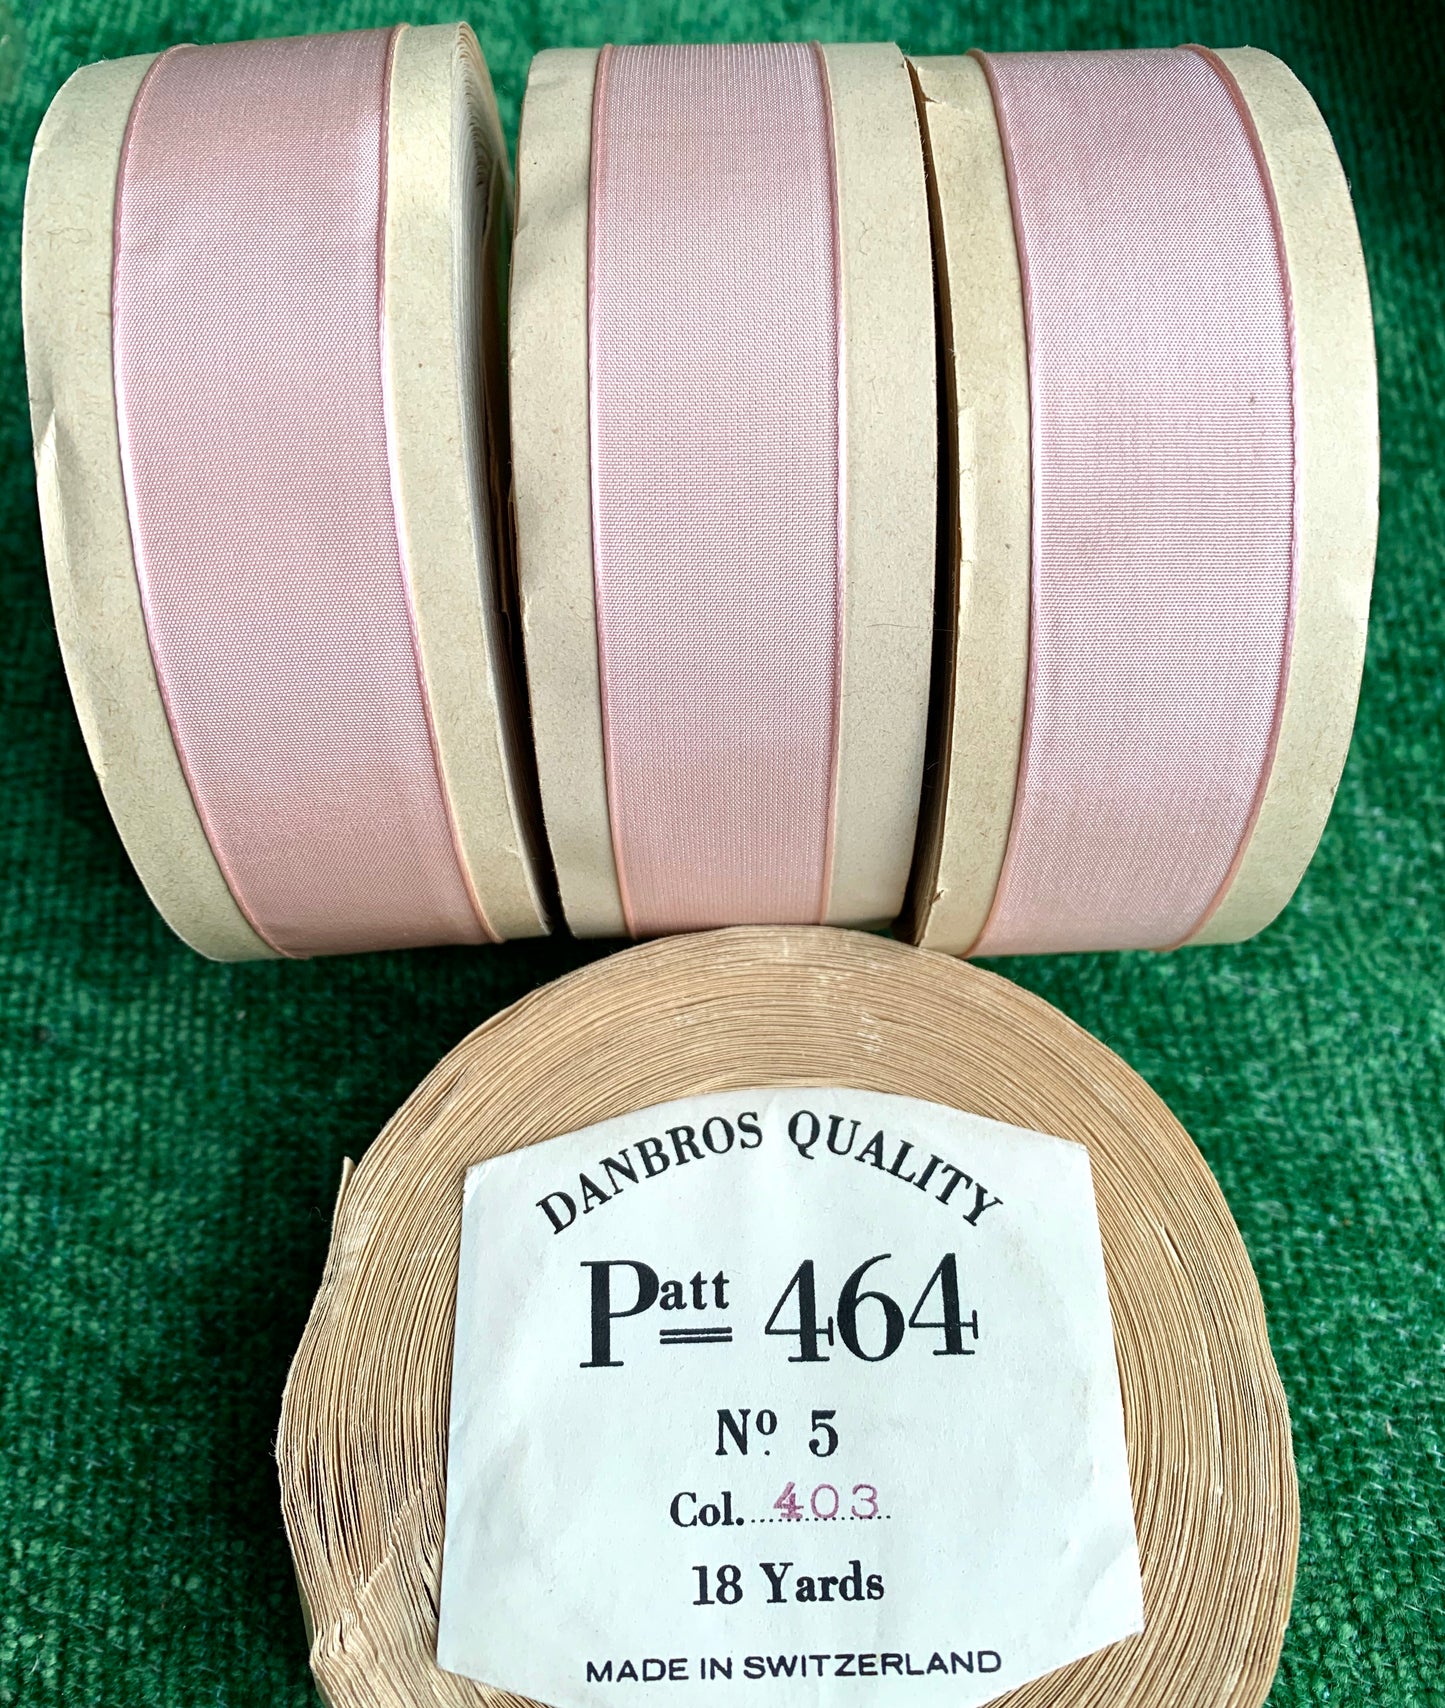 DANBROS QUALITY
Patt 464
Nº 5
Col. 403
18 Yards
MADE IN SWITZERLAND